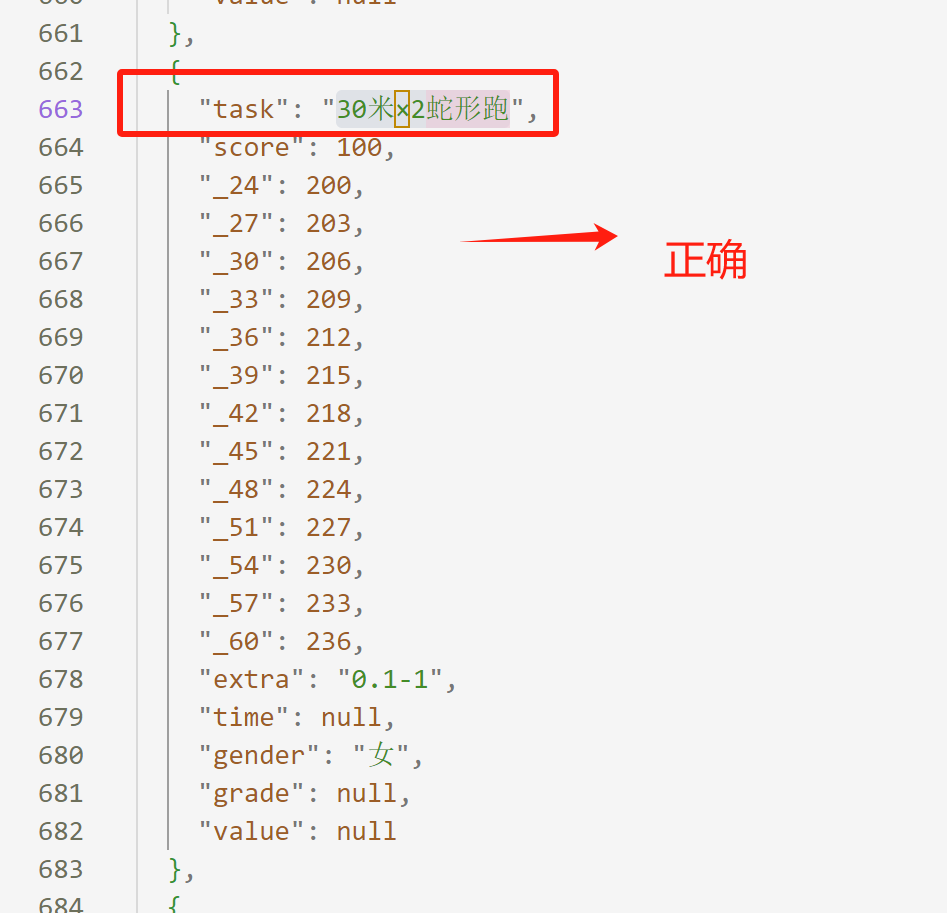 660 "value": null
661 },
662 {
663 "task": "30米×2蛇形跑",
664 "score": 100,
665 "_24": 200,
666 "_27": 203,
667 "_30": 206,
668 "_33": 209,
669 "_36": 212,
670 "_39": 215,
671 "_42": 218,
672 "_45": 221,
673 "_48": 224,
674 "_51": 227,
675 "_54": 230,
676 "_57": 233,
677 "_60": 236,
678 "extra": "0.1-1",
679 "time": null,
680 "gender": "女",
681 "grade": null,
682 "value": null
683 },
684 {
正确